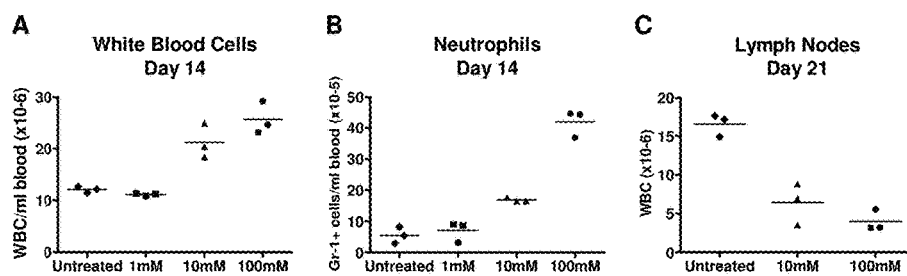 A
White Blood Cells
Day 14
WBC/ml blood (x10-6)
30
20
10
0
Untreated 1mM 10mM 100mM
B
Neutrophils
Day 14
Gr-1+ cells/ml blood (x10-5)
50
40
30
20
10
0
Untreated 1mM 10mM 100mM
C
Lymph Nodes
Day 21
WBC (x10-6)
20
15
10
5
0
Untreated 10mM 100mM